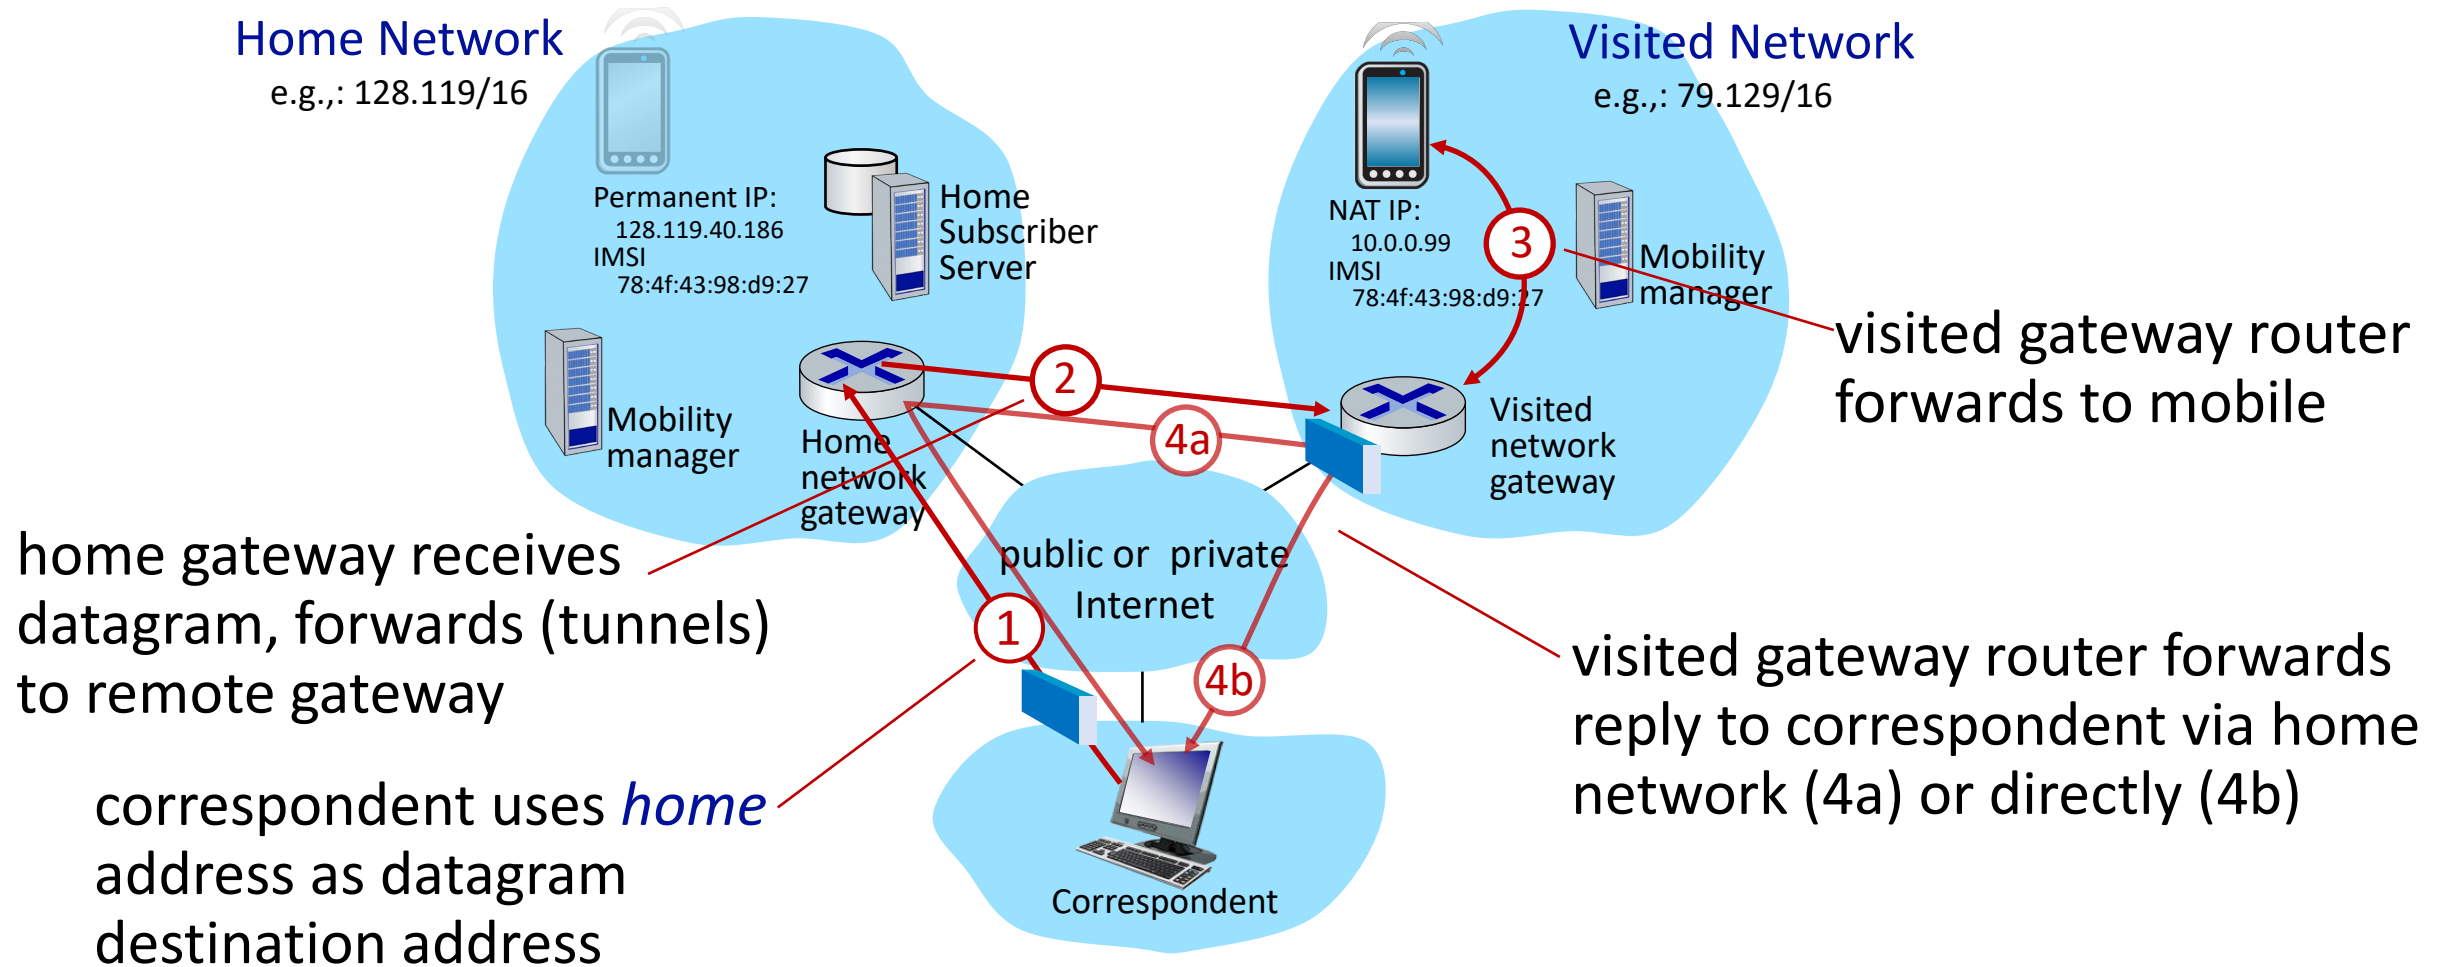 Home Network
e.g.,: 128.119/16
Visited Network
e.g.,: 79.129/16
Permanent IP:
128.119.40.186
IMSI
78:4f:43:98:d9:27
Home
Subscriber
Server
NAT IP:
10.0.0.99
IMSI
78:4f:43:98:d9:27
3
Mobility
manager
visited gateway router
forwards to mobile
Mobility
manager
Home
network
gateway
2
4a
Visited
network
gateway
home gateway receives
datagram, forwards (tunnels)
to remote gateway
public or private
Internet
1
4b
visited gateway router forwards
reply to correspondent via home
network (4a) or directly (4b)
correspondent uses home
address as datagram
destination address
Correspondent